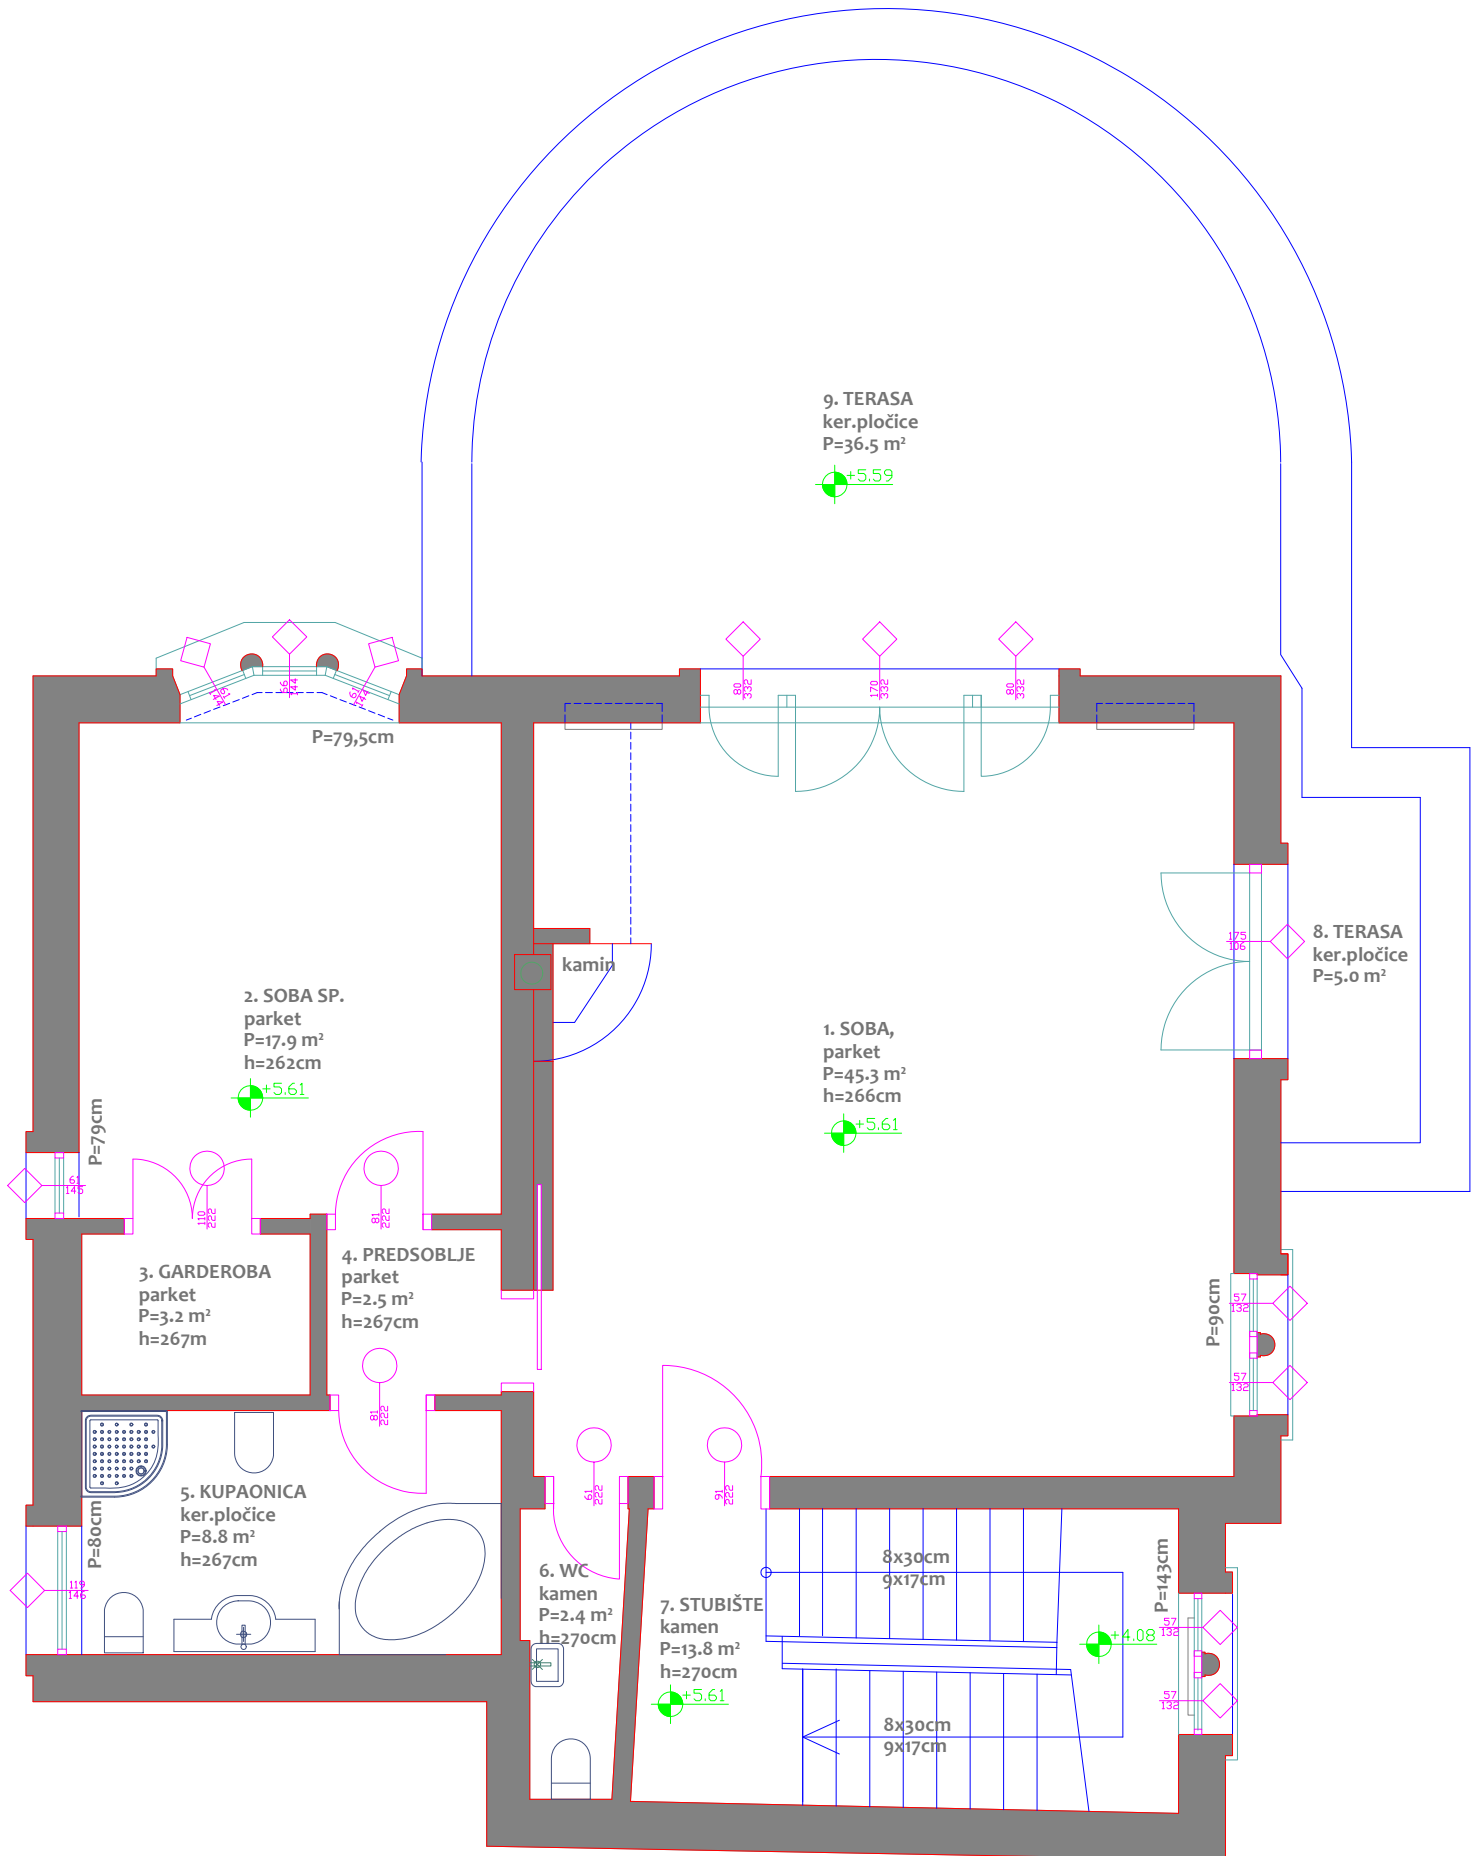 9. TERASA
ker.pločice
P=36.5 m²
+5.59
61
144
66
144
61
144
80
332
170
332
80
332
P=79,5cm
175
106
8. TERASA
ker.pločice
P=5.0 m²
kamin
2. SOBA SP.
parket
P=17.9 m²
h=262cm
+5.61
1. SOBA,
parket
P=45.3 m²
h=266cm
+5.61
P=79cm
61
145
110
222
81
222
3. GARDEROBA
parket
P=3.2 m²
h=267m
4. PREDSOBLJE
parket
P=2.5 m²
h=267cm
P=90cm
57
132
57
132
81
222
61
222
91
222
5. KUPAONICA
ker.pločice
P=8.8 m²
h=267cm
P=80cm
119
146
6. WC
kamen
P=2.4 m²
h=270cm
7. STUBIŠTE
kamen
P=13.8 m²
h=270cm
+5.61
8x30cm
9x17cm
P=143cm
+4.08
57
132
57
132
8x30cm
9x17cm